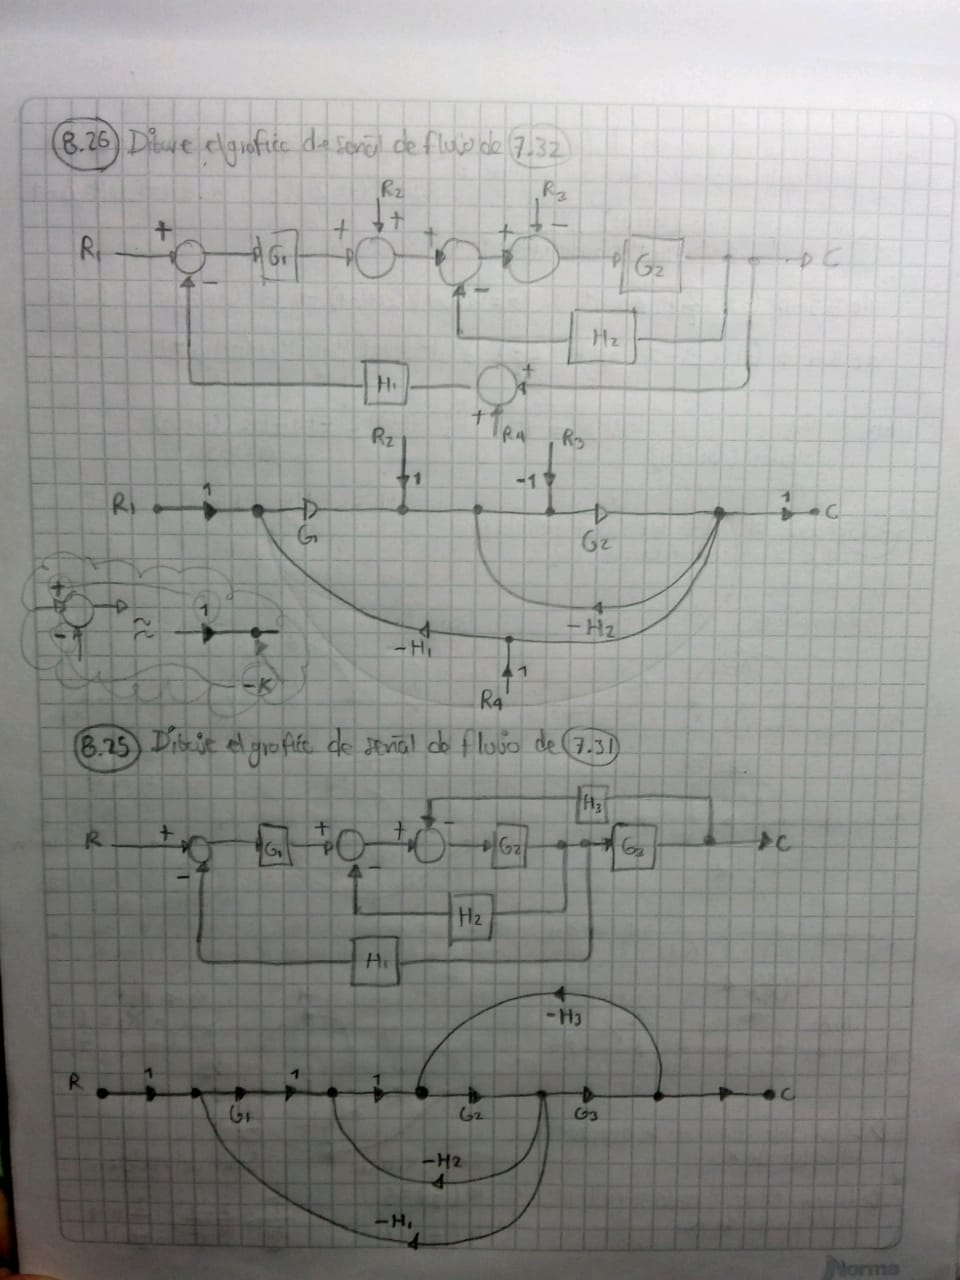 8.26 Dibuje el grafico de señal de flujo de 7.32
R2 R3
+ + + + + -
R1 G1 G2 C
- -
H2
H1 +
+ R4
R2 R3
1 -1
R1 1 G1 G2 1 C
+ 1
- ≈ -H1 -H2
-K 1
R4
8.25 Dibuje el grafico de señal de flujo de 7.31
H3
R + G1 + + - G2 G3 C
- -
H2
H1
-H3
R 1 G1 1 1 G2 G3 C
-H2
-H1
Norma